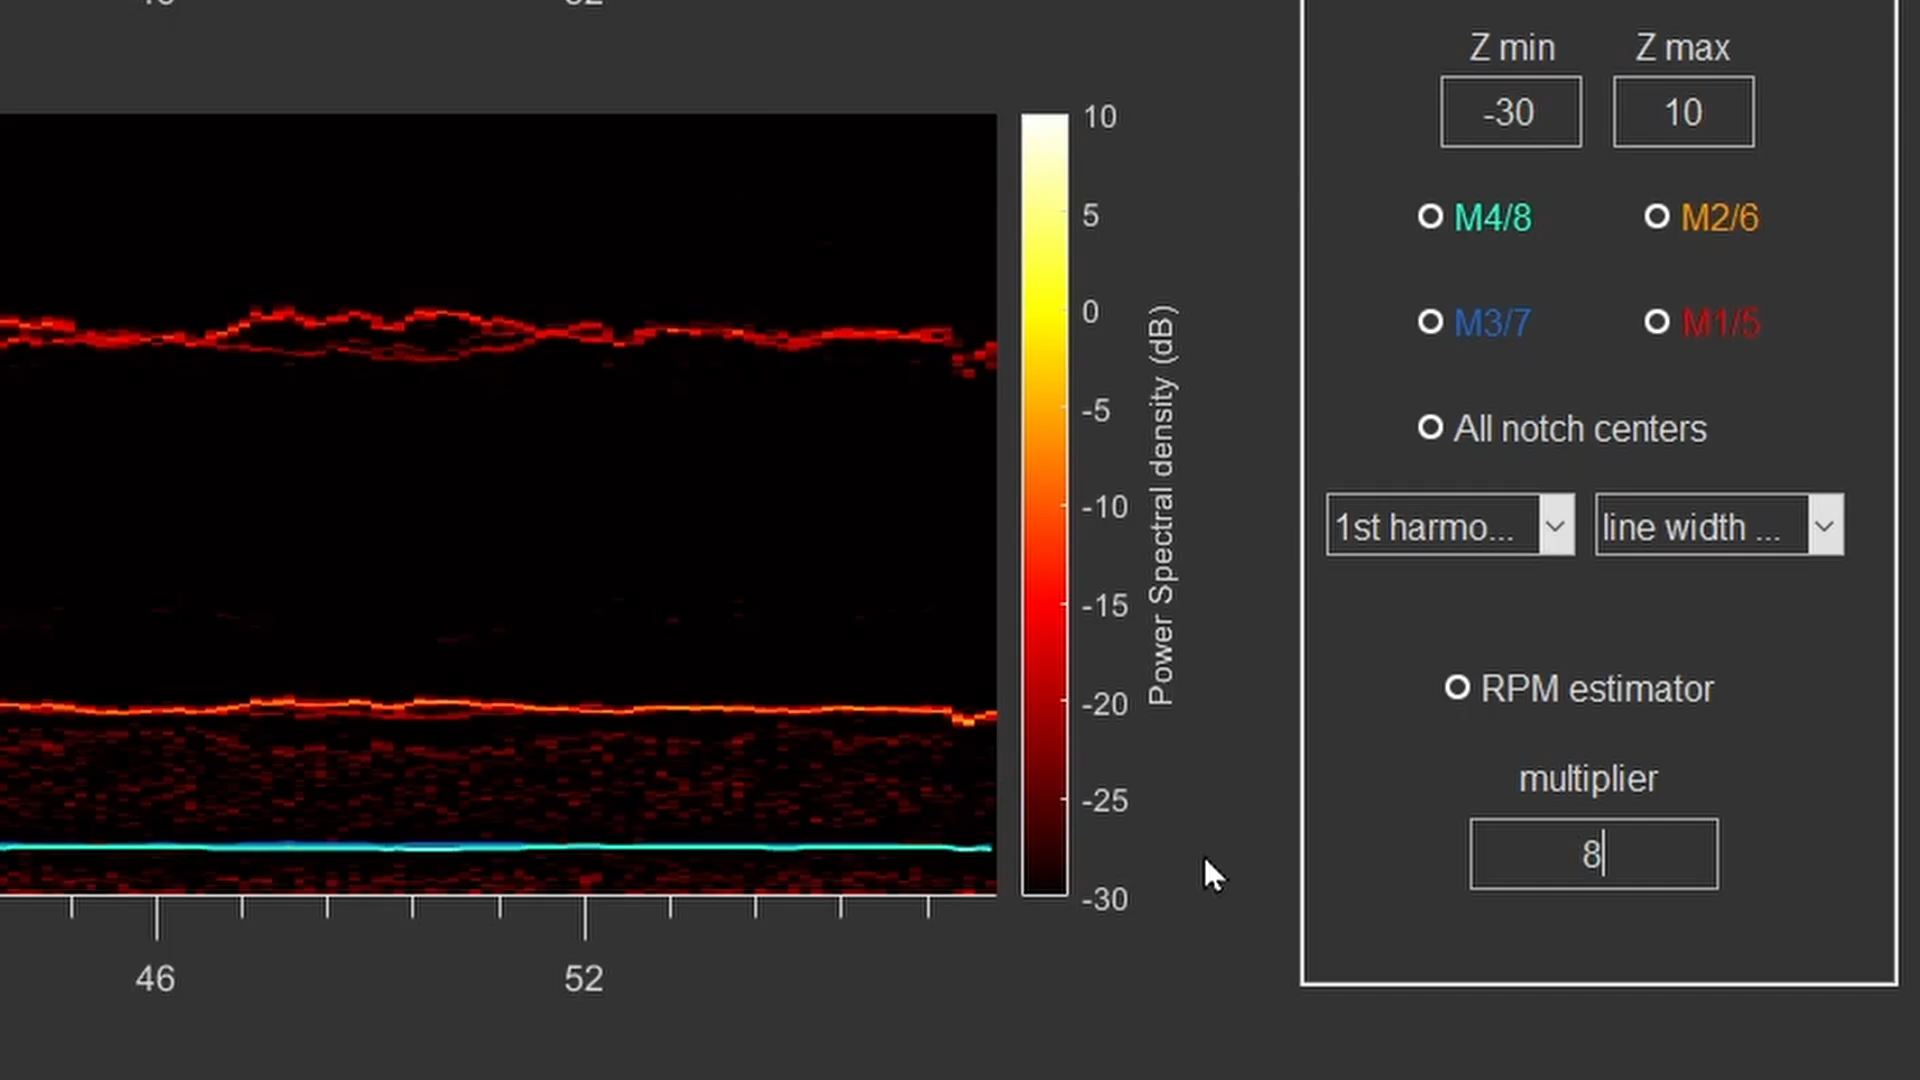 Z min Z max
-30 10
10
5
0
-5
-10
-15
-20
-25
-30
Power Spectral density (dB)
M4/8 M2/6
M3/7 M1/5
All notch centers
1st harmo... line width ...
RPM estimator
multiplier
8
46 52